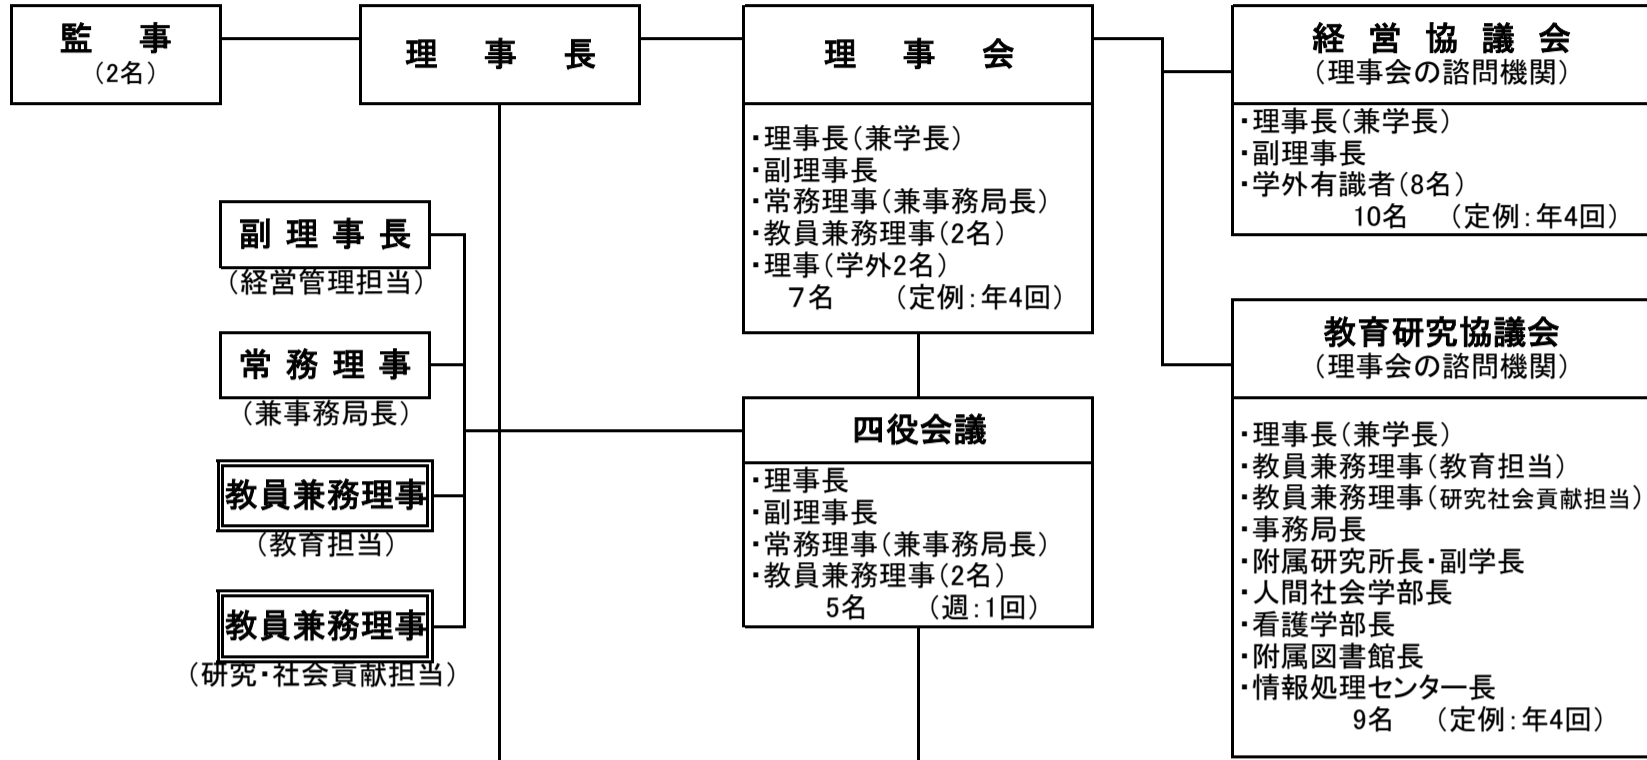 監　事
（2名）
理　事　長
理　事　会
・理事長（兼学長）
・副理事長
・常務理事（兼事務局長）
・教員兼務理事（2名）
・理事（学外2名）
7名　（定例：年4回）
経 営 協 議 会
（理事会の諮問機関）
・理事長（兼学長）
・副理事長
・学外有識者（8名）
10名　（定例：年4回）
副 理 事 長
（経営管理担当）
常 務 理 事
（兼事務局長）
教員兼務理事
（教育担当）
教員兼務理事
（研究・社会貢献担当）
四役会議
・理事長
・副理事長
・常務理事（兼事務局長）
・教員兼務理事（2名）
5名　（週：1回）
教育研究協議会
（理事会の諮問機関）
・理事長（兼学長）
・教員兼務理事（教育担当）
・教員兼務理事（研究社会貢献担当）
・事務局長
・附属研究所長・副学長
・人間社会学部長
・看護学部長
・附属図書館長
・情報処理センター長
9名　（定例：年4回）